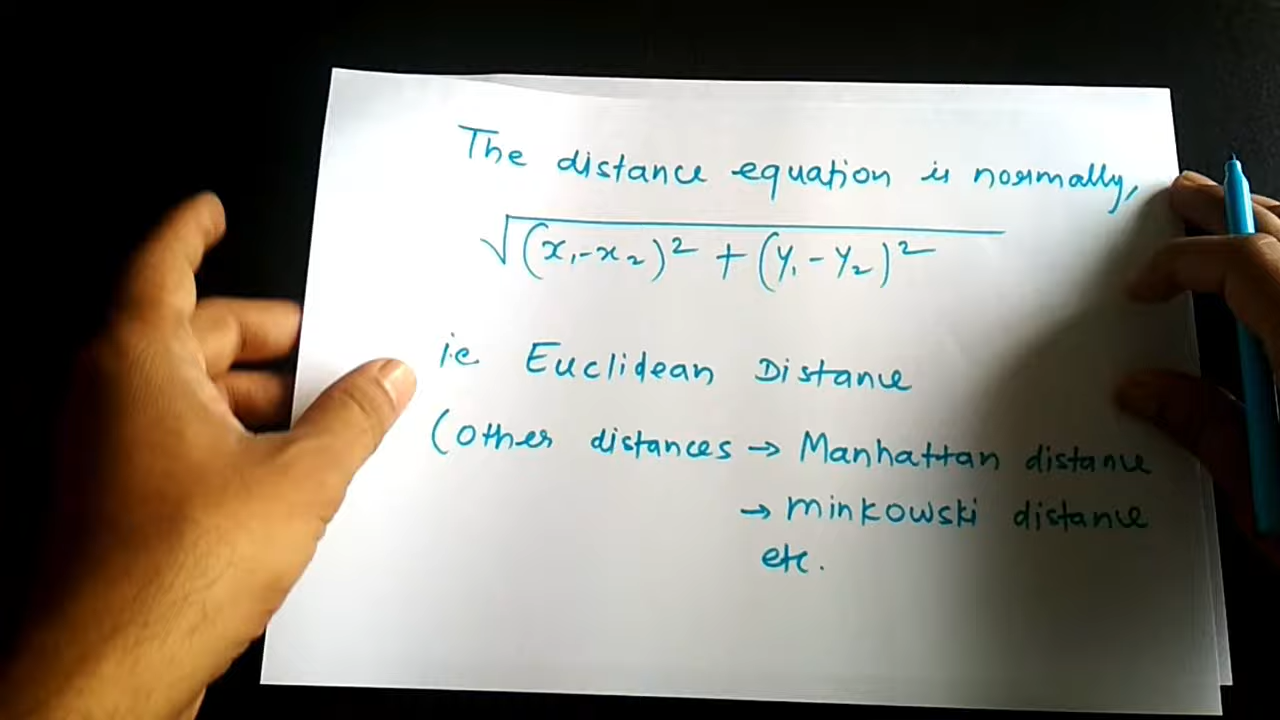 The distance equation is normally,
√(x₁-x₂)² + (y₁-y₂)²
i.e Euclidean Distance
(other distances → Manhattan distance
→ minkowski distance
etc.